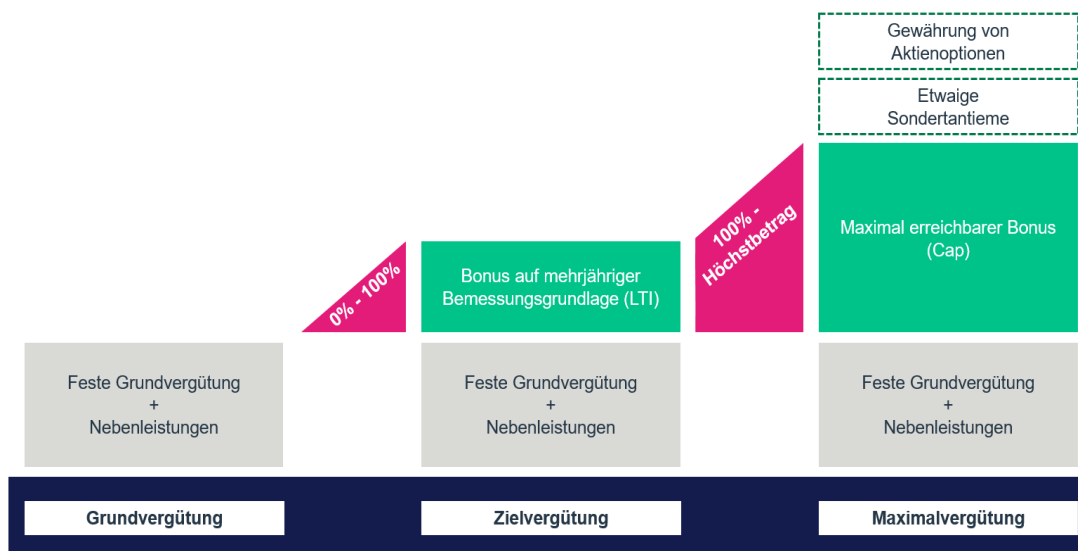 Gewährung von
Aktienoptionen
Etwaige
Sondertantieme
Maximal erreichbarer Bonus
(Cap)
100% -
Höchstbetrag
Bonus auf mehrjähriger
Bemessungsgrundlage (LTI)
0% - 100%
Feste Grundvergütung
+
Nebenleistungen
Feste Grundvergütung
+
Nebenleistungen
Feste Grundvergütung
+
Nebenleistungen
Grundvergütung
Zielvergütung
Maximalvergütung